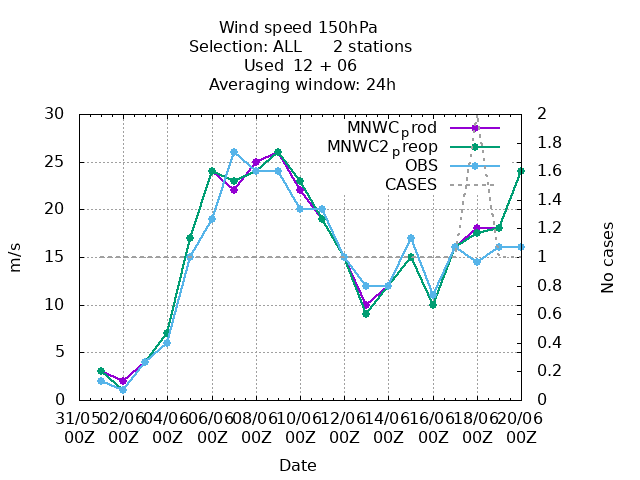 Wind speed 150hPa
Selection: ALL 2 stations
Used 12 + 06
Averaging window: 24h
MNWCprod
MNWC2preop
OBS
CASES
m/s
30
25
20
15
10
5
0
No cases
2
1.8
1.6
1.4
1.2
1
0.8
0.6
0.4
0.2
0
31/05 02/06 04/06 06/06 08/06 10/06 12/06 14/06 16/06 18/06 20/06
00Z 00Z 00Z 00Z 00Z 00Z 00Z 00Z 00Z 00Z 00Z
Date